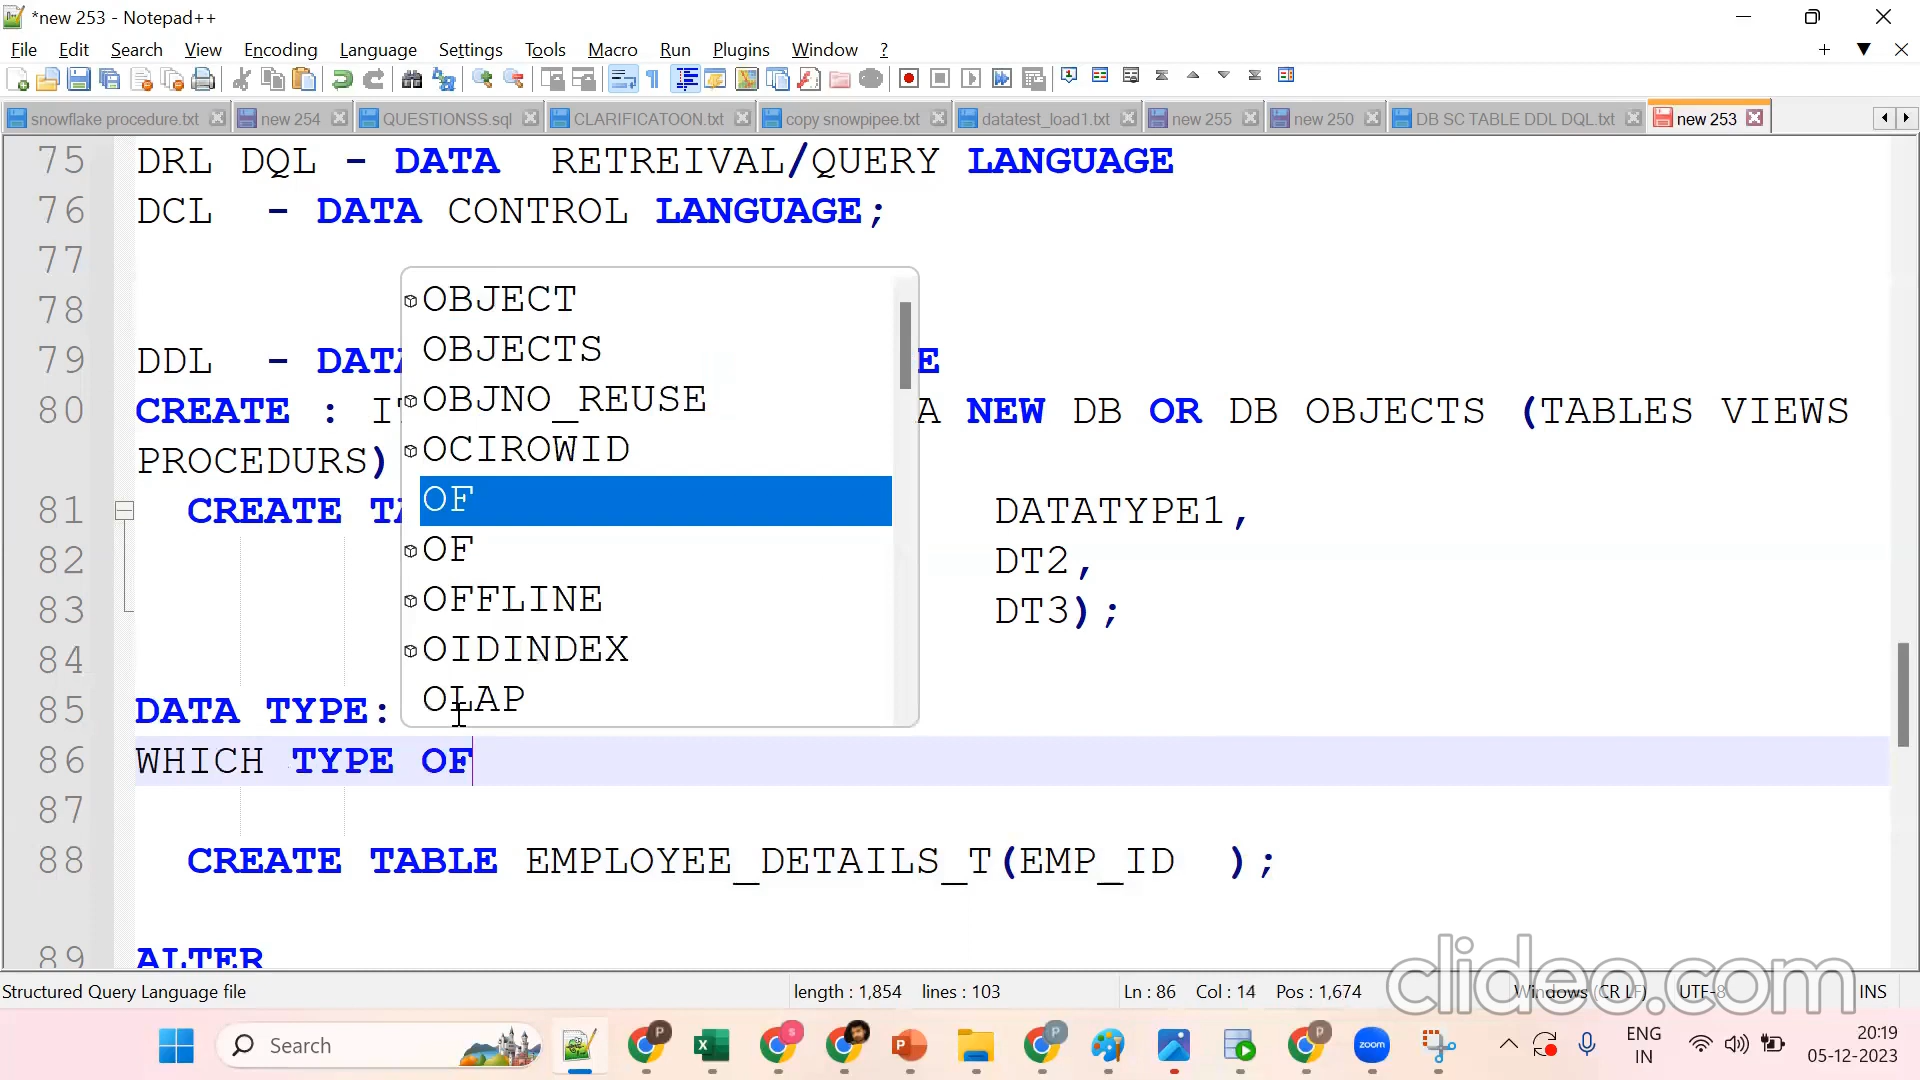 *new 253 - Notepad++
File Edit Search View Encoding Language Settings Tools Macro Run Plugins Window ?
snowflake procedure.txt new 254 QUESTIONSS.sql CLARIFICATOON.txt copy snowpipee.txt datatest_load1.txt new 255 new 250 DB SC TABLE DDL DQL.txt new 253
75 DRL DQL - DATA RETREIVAL/QUERY LANGUAGE
76 DCL - DATA CONTROL LANGUAGE;
77
78
79 DDL - DATA E
80 CREATE : IT A NEW DB OR DB OBJECTS (TABLES VIEWS
PROCEDURS)
81 CREATE TA DATATYPE1,
82 DT2,
83 DT3);
84
85 DATA TYPE:
86 WHICH TYPE OF
87
88 CREATE TABLE EMPLOYEE_DETAILS_T(EMP_ID );
89 ALTER
OBJECT
OBJECTS
OBJNO_REUSE
OCIROWID
OF
OF
OFFLINE
OIDINDEX
OLAP
Structured Query Language file length : 1,854 lines : 103 Ln : 86 Col : 14 Pos : 1,674 Windows (CR LF) UTF-8 INS
clideo.com
Search
zoom
ENG
IN
20:19
05-12-2023